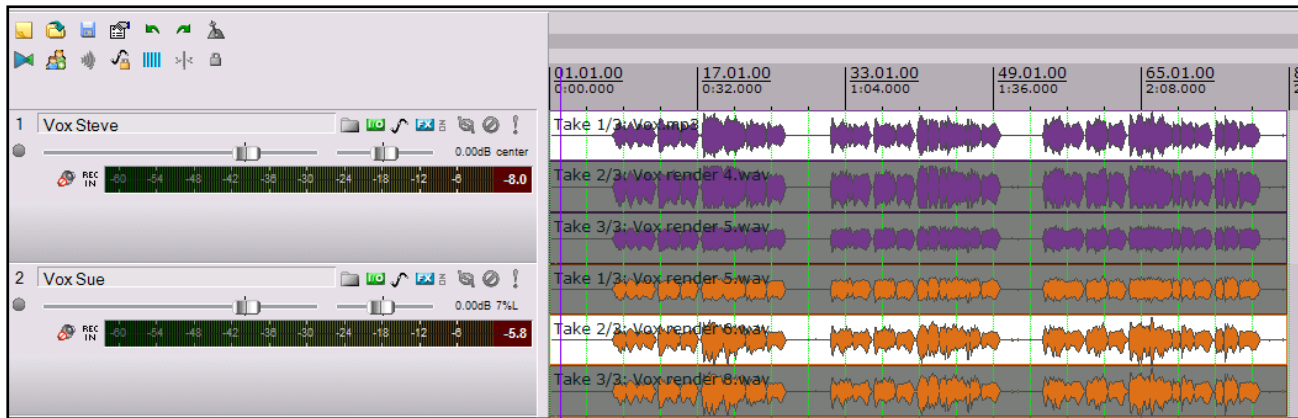 01.01.00 17.01.00 33.01.00 49.01.00 65.01.00
0:00.000 0:32.000 1:04.000 1:36.000 2:08.000
1 Vox Steve
IO FX
0.00dB center
REC IN -60 -54 -48 -42 -36 -30 -24 -18 -12 -6 -8.0
Take 1/3: Vox.mp3
Take 2/3: Vox render 4.wav
Take 3/3: Vox render 5.wav
2 Vox Sue
IO FX
0.00dB 7%L
REC IN -60 -54 -48 -42 -36 -30 -24 -18 -12 -6 -5.8
Take 1/3: Vox render 5.wav
Take 2/3: Vox render 6.wav
Take 3/3: Vox render 8.wav